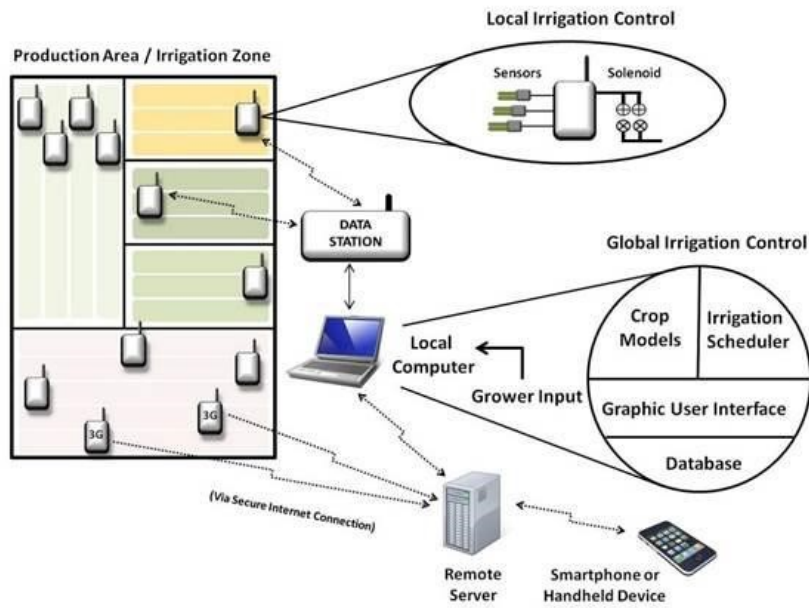 Local Irrigation Control
Production Area / Irrigation Zone
Sensors
Solenoid
DATA
STATION
Global Irrigation Control
Crop
Models
Irrigation
Scheduler
Local
Computer
Grower Input
Graphic User Interface
Database
3G
3G
(Via Secure Internet Connection)
Remote
Server
Smartphone or
Handheld Device